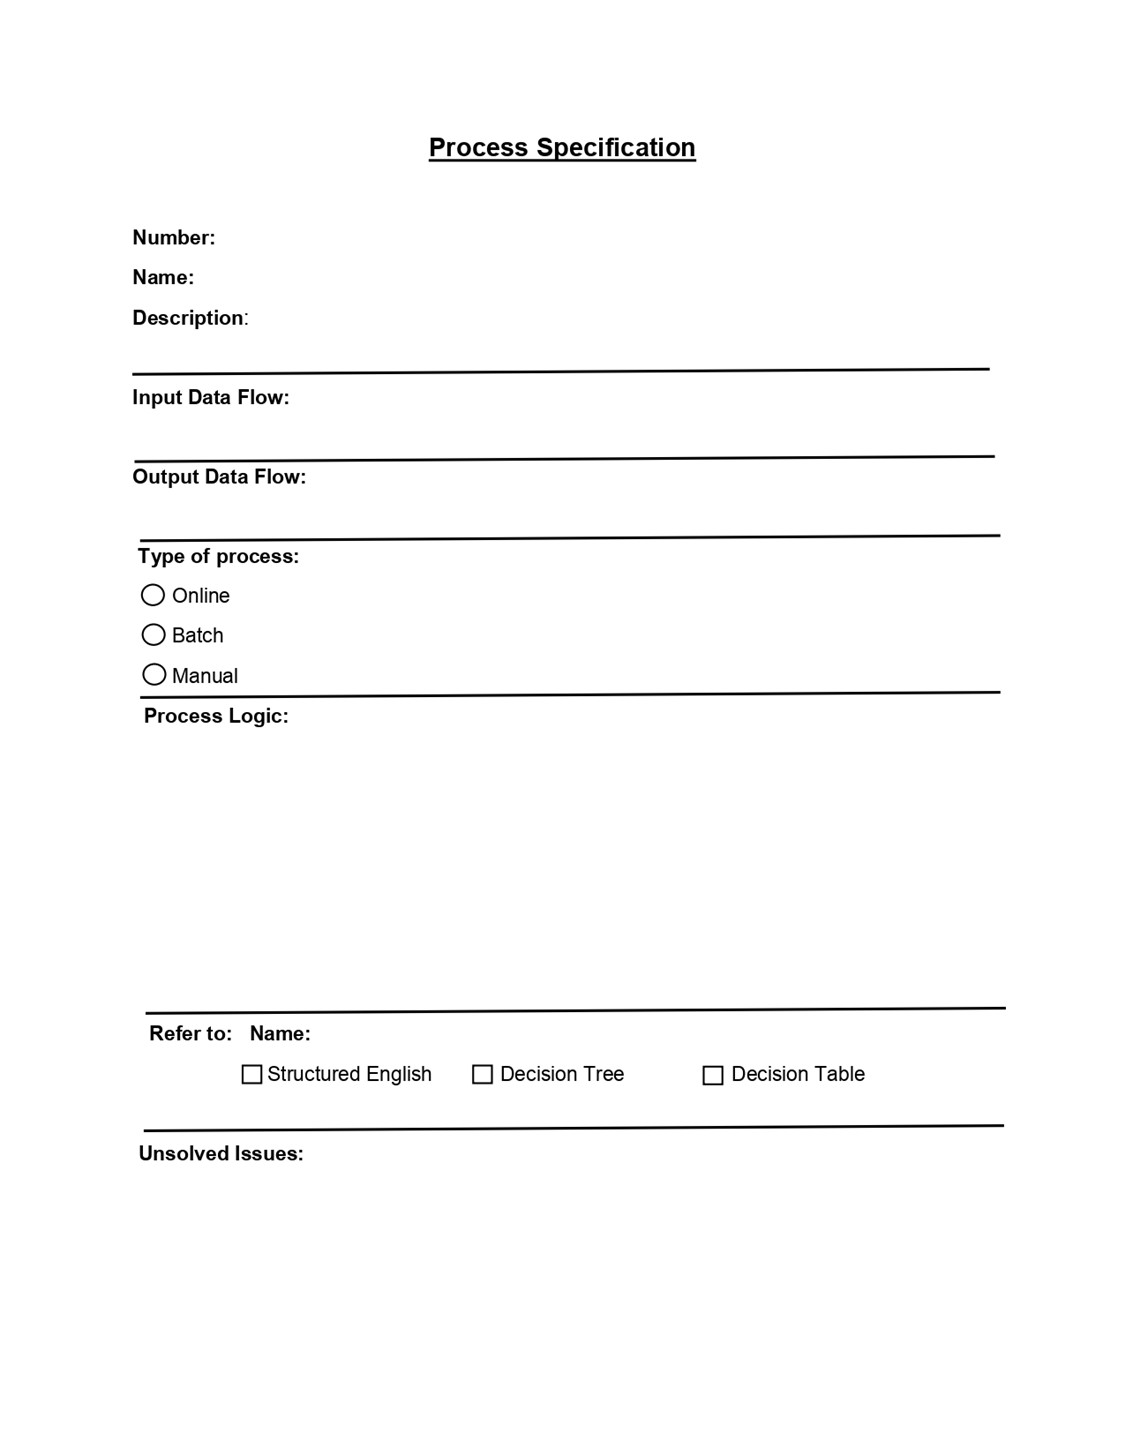 Process Specification
Number:
Name:
Description:
Input Data Flow:
Output Data Flow:
Type of process:
Online
Batch
Manual
Process Logic:
Refer to: Name:
Structured English Decision Tree Decision Table
Unsolved Issues: